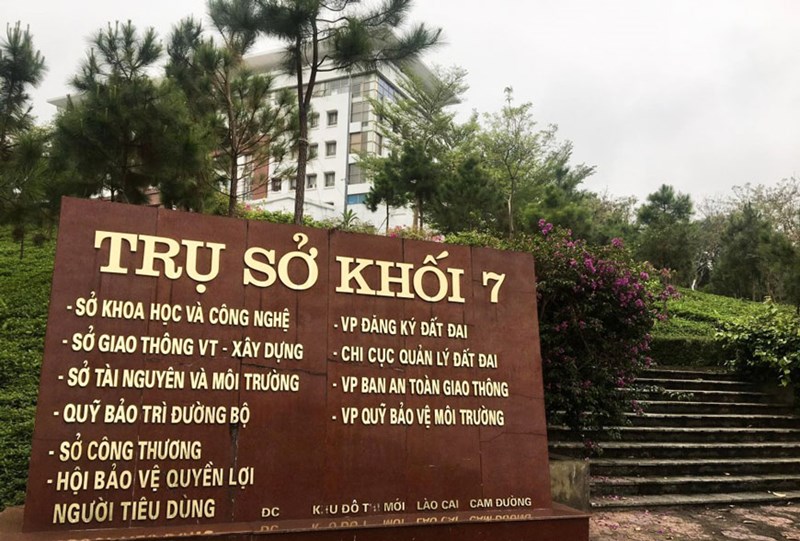 TRỤ SỞ KHỐI 7
- SỞ KHOA HỌC VÀ CÔNG NGHỆ
- SỞ GIAO THÔNG VT - XÂY DỰNG
- SỞ TÀI NGUYÊN VÀ MÔI TRƯỜNG
- QUỸ BẢO TRÌ ĐƯỜNG BỘ
- SỞ CÔNG THƯƠNG
- HỘI BẢO VỆ QUYỀN LỢI
NGƯỜI TIÊU DÙNG
- VP ĐĂNG KÝ ĐẤT ĐAI
- CHI CỤC QUẢN LÝ ĐẤT ĐAI
- VP BAN AN TOÀN GIAO THÔNG
- VP QUỸ BẢO VỆ MÔI TRƯỜNG
ĐC KHU ĐÔ THỊ MỚI LÀO CAI CAM ĐƯỜNG